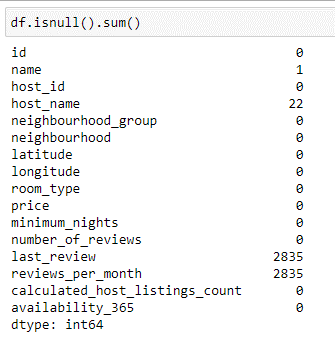 df.isnull().sum()
id 0
name 1
host_id 0
host_name 22
neighbourhood_group 0
neighbourhood 0
latitude 0
longitude 0
room_type 0
price 0
minimum_nights 0
number_of_reviews 0
last_review 2835
reviews_per_month 2835
calculated_host_listings_count 0
availability_365 0
dtype: int64